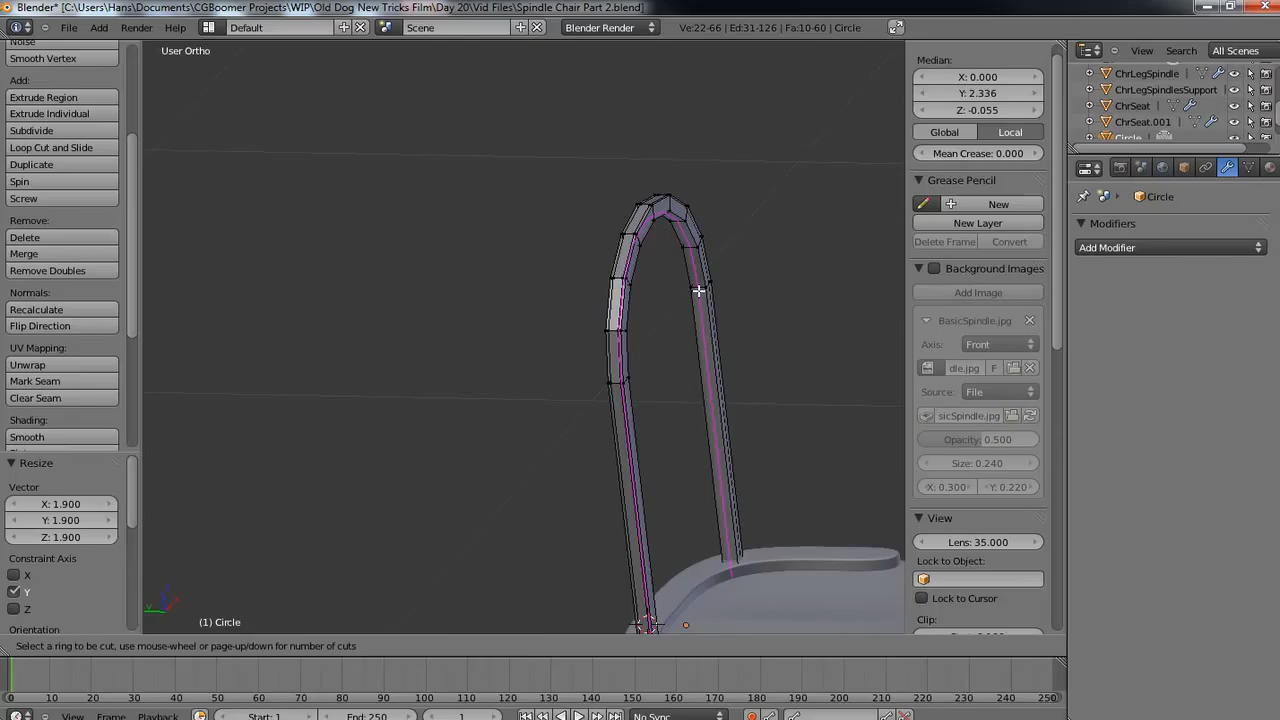 Blender* [C:\Users\Hans\Documents\CGBoomer Projects\WIP\Old Dog New Tricks Film\Day 20\Vid Files\Spindle Chair Part 2.blend]
File Add Render Window Help Default Scene Blender Render Ve:22-66 | Ed:31-126 | Fa:10-60 | Circle View Search All Scenes
User Ortho
Smooth Vertex
Add:
Extrude Region
Extrude Individual
Subdivide
Loop Cut and Slide
Duplicate
Spin
Screw
Remove:
Delete
Merge
Remove Doubles
Normals:
Recalculate
Flip Direction
UV Mapping:
Unwrap
Mark Seam
Clear Seam
Shading:
Smooth
Resize
Vector
X: 1.900
Y: 1.900
Z: 1.900
Constraint Axis
X
Y
Z
Orientation
(1) Circle
Median:
X: 0.000
Y: 2.336
Z: -0.055
Global Local
Mean Crease: 0.000
Grease Pencil
New
New Layer
Delete Frame Convert
Background Images
Add Image
BasicSpindle.jpg
Axis: Front
dle.jpg F
Source: File
sicSpindle.jpg
Opacity: 0.500
Size: 0.240
X: 0.300 Y: 0.220
View
Lens: 35.000
Lock to Object:
Lock to Cursor
Clip:
ChrLegSpindle
ChrLegSpindlesSupport
ChrSeat
ChrSeat.001
Circle
Circle
Modifiers
Add Modifier
Select a ring to be cut, use mouse-wheel or page-up/down for number of cuts
0 10 20 30 40 50 60 70 80 90 100 110 120 130 140 150 160 170 180 190 200 210 220 230 240 250
View Frame Playback Start: 1 End: 250 1 No Sync